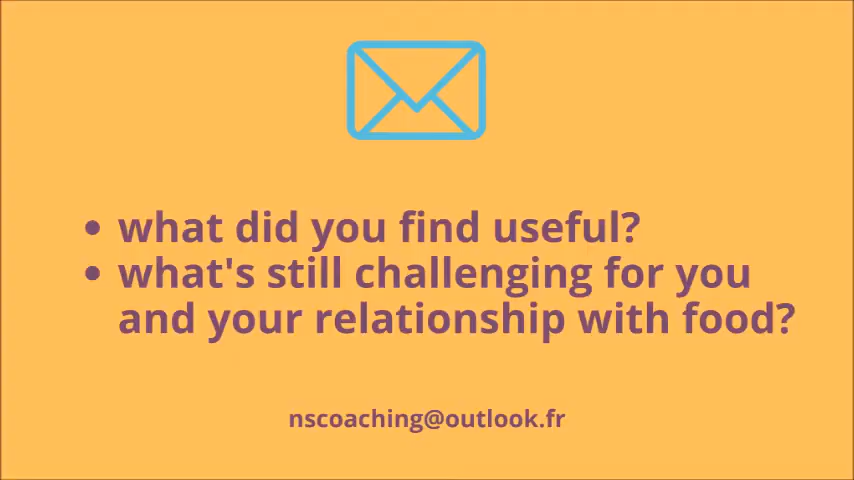 • what did you find useful?
• what's still challenging for you
and your relationship with food?
nscoaching@outlook.fr